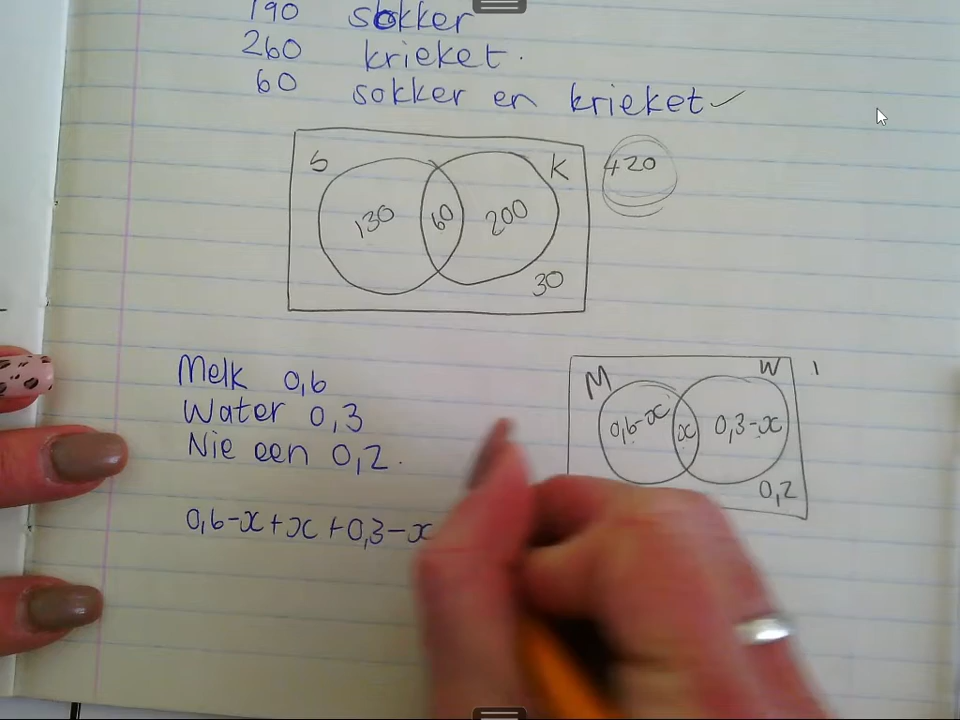 190 sokker
260 krieket.
60 sokker en krieket ✓
S K 420
130 60 200
30
Melk 0,6
Water 0,3
Nie een 0,2.
M W 1
0,6-x x 0,3-x
0,2
0,6-x+x+0,3-x